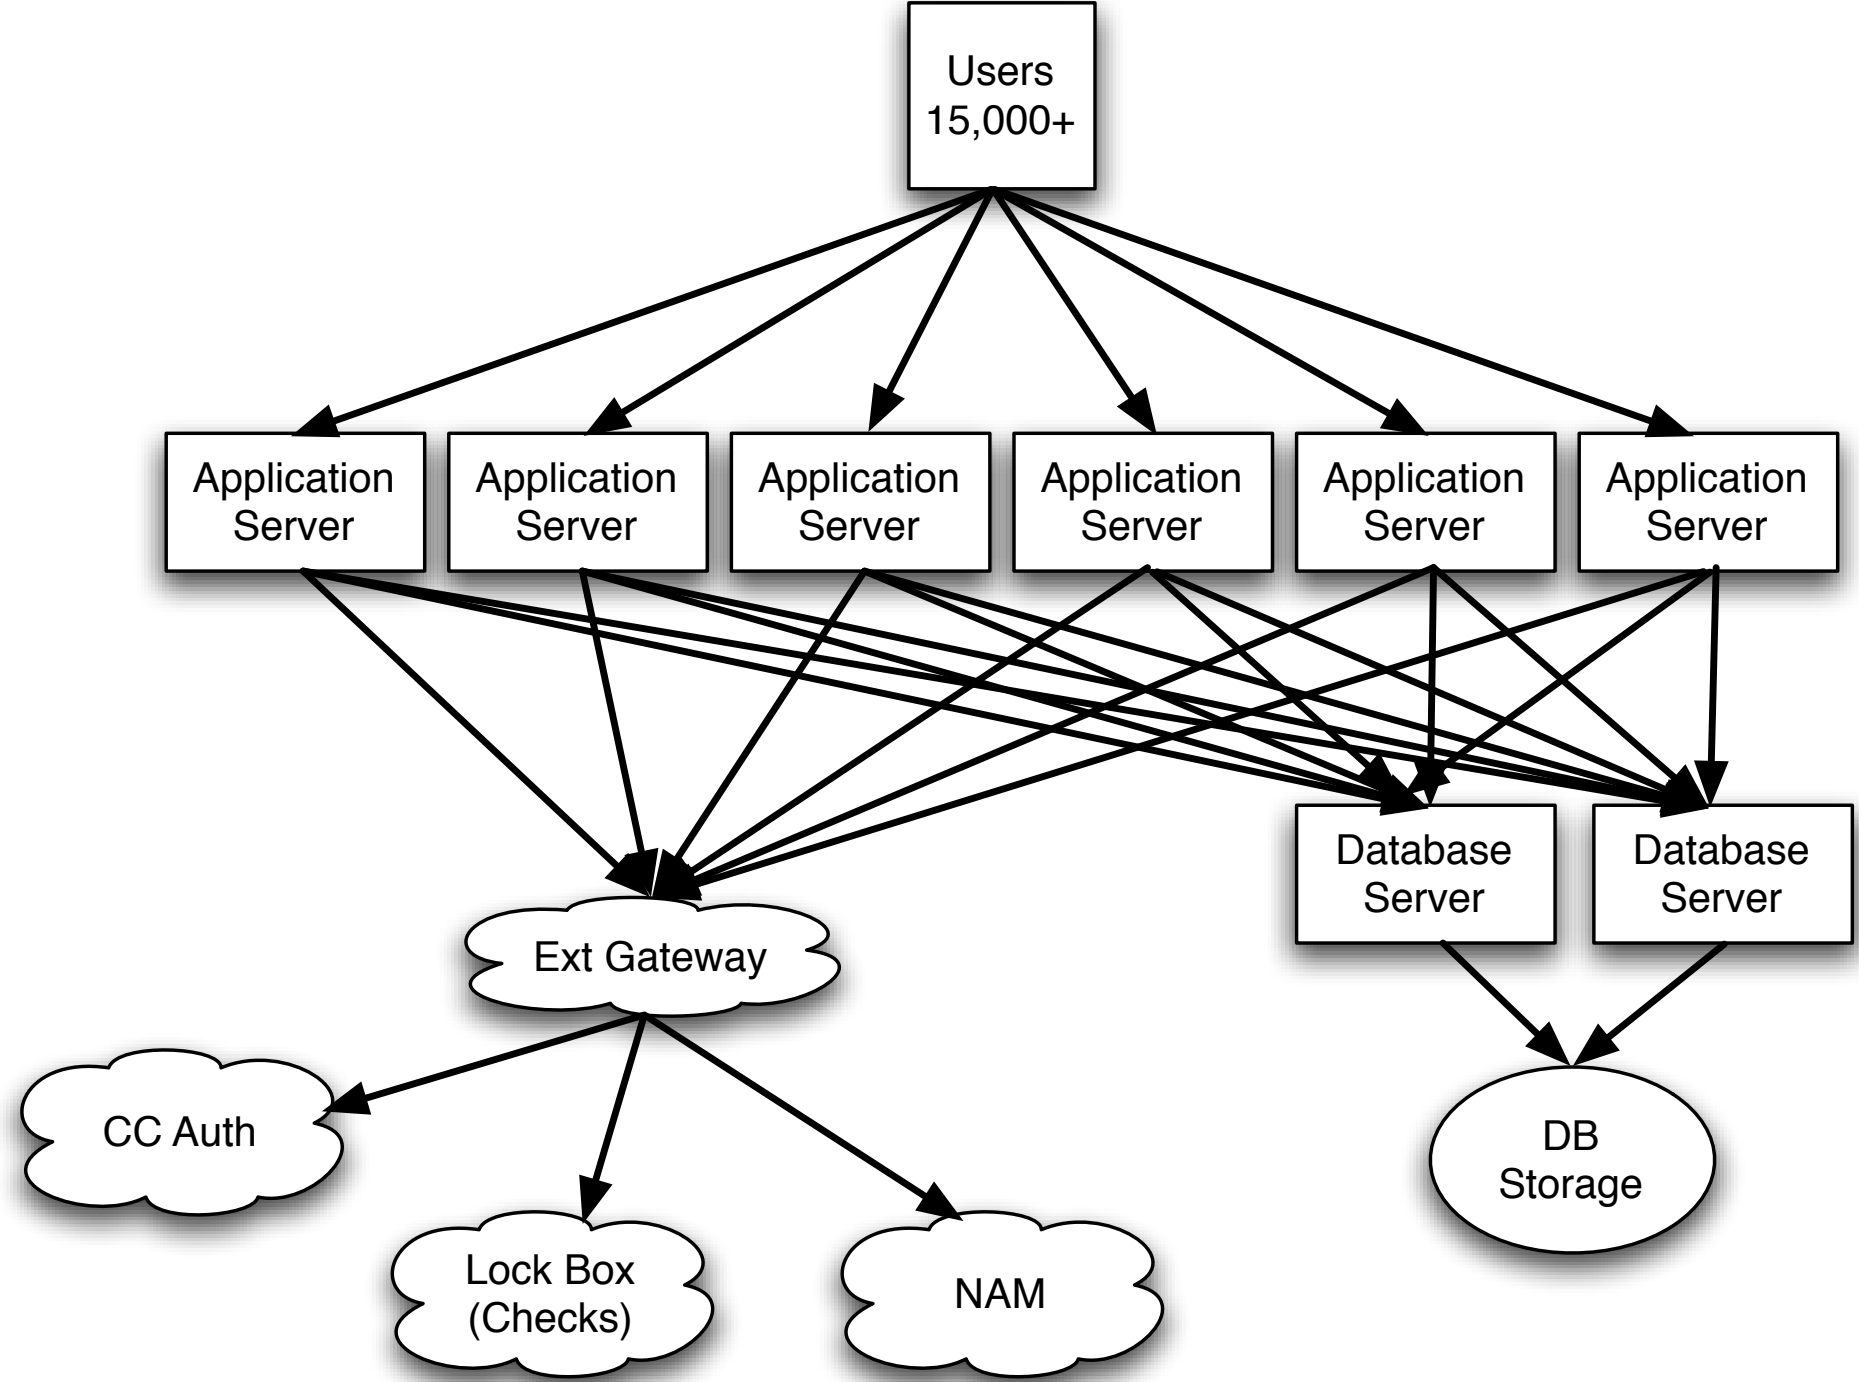 Users
15,000+
Application
Server
Application
Server
Application
Server
Application
Server
Application
Server
Application
Server
Database
Server
Database
Server
Ext Gateway
CC Auth
Lock Box
(Checks)
NAM
DB
Storage